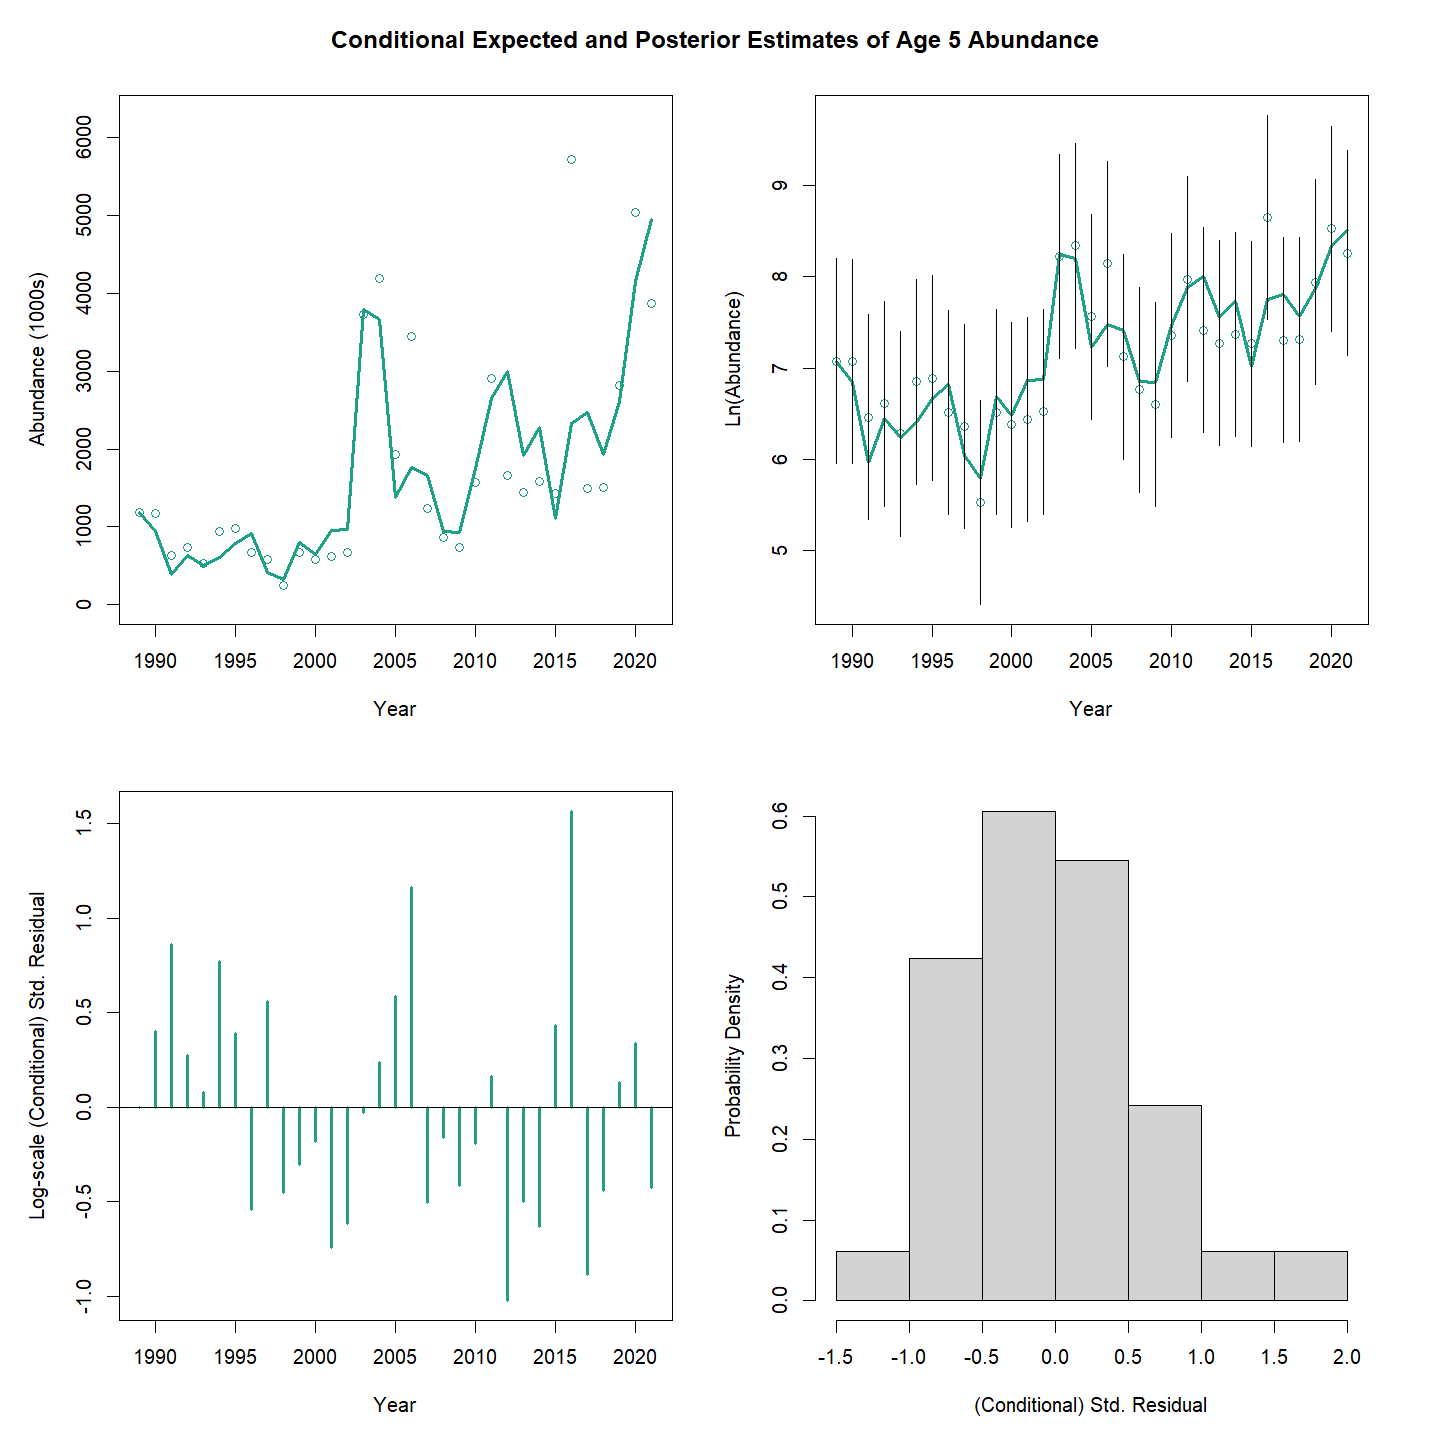 Conditional Expected and Posterior Estimates of Age 5 Abundance
Abundance (1000s)
6000
5000
4000
3000
2000
1000
0
1990 1995 2000 2005 2010 2015 2020
Year
Ln(Abundance)
9
8
7
6
5
1990 1995 2000 2005 2010 2015 2020
Year
Log-scale (Conditional) Std. Residual
1.5
1.0
0.5
0.0
-0.5
-1.0
1990 1995 2000 2005 2010 2015 2020
Year
Probability Density
0.6
0.5
0.4
0.3
0.2
0.1
0.0
-1.5 -1.0 -0.5 0.0 0.5 1.0 1.5 2.0
(Conditional) Std. Residual